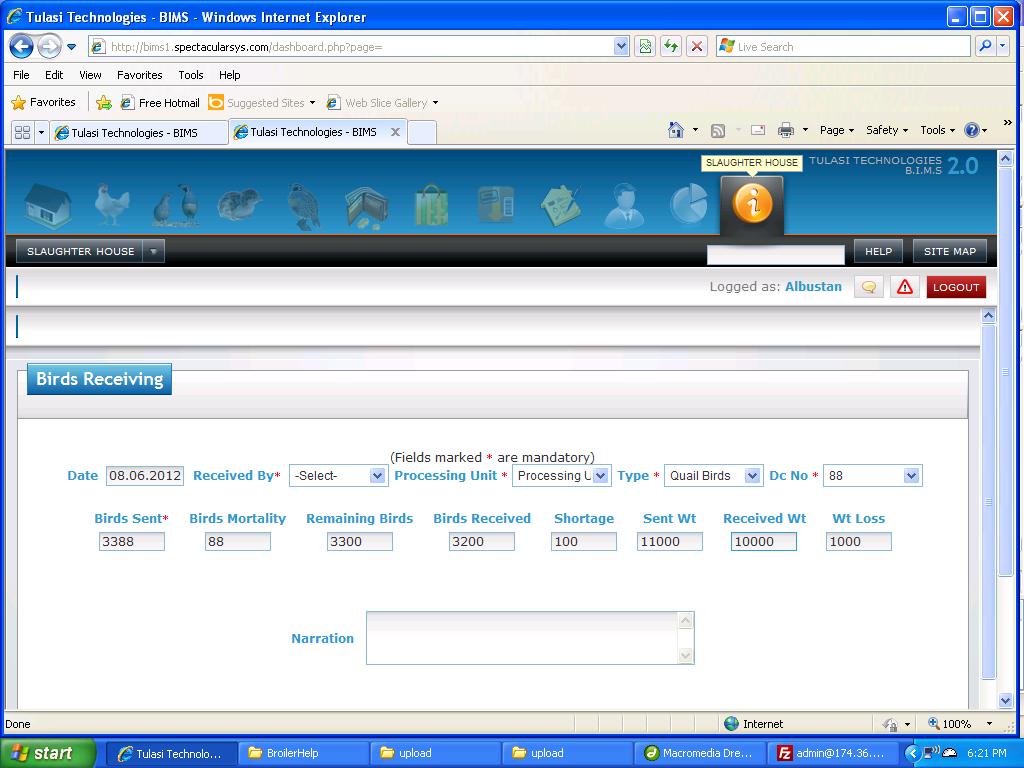 Tulasi Technologies - BIMS - Windows Internet Explorer
http://bims1.spectacularsys.com/dashboard.php?page=
Live Search
File Edit View Favorites Tools Help
Favorites Free Hotmail Suggested Sites Web Slice Gallery
Tulasi Technologies - BIMS Tulasi Technologies - BIMS Page Safety Tools »
SLAUGHTER HOUSE TULASI TECHNOLOGIES
B.I.M.S 2.0
SLAUGHTER HOUSE HELP SITE MAP
Logged as: Albustan LOGOUT
Birds Receiving
(Fields marked * are mandatory)
Date 08.06.2012 Received By* -Select- Processing Unit * Processing U Type * Quail Birds Dc No * 88
Birds Sent* Birds Mortality Remaining Birds Birds Received Shortage Sent Wt Received Wt Wt Loss
3388 88 3300 3200 100 11000 10000 1000
Narration
Done Internet 100%
start Tulasi Technolo... BroilerHelp upload upload Macromedia Dre... admin@174.36.... 6:21 PM